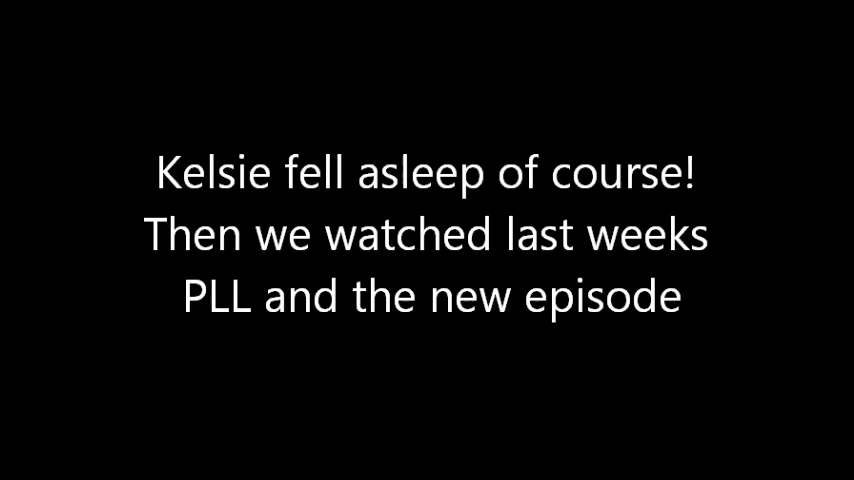 Kelsie fell asleep of course!
Then we watched last weeks
PLL and the new episode